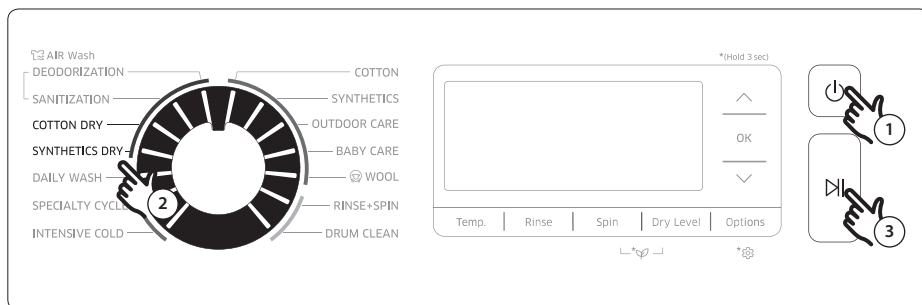 AIR Wash
*(Hold 3 sec)
DEODORIZATION
COTTON
SANITIZATION
SYNTHETICS
COTTON DRY
OUTDOOR CARE
SYNTHETICS DRY
BABY CARE
DAILY WASH
WOOL
SPECIALTY CYCLE
RINSE+SPIN
INTENSIVE COLD
DRUM CLEAN
OK
Temp.
Rinse
Spin
Dry Level
Options
*
*
1
2
3